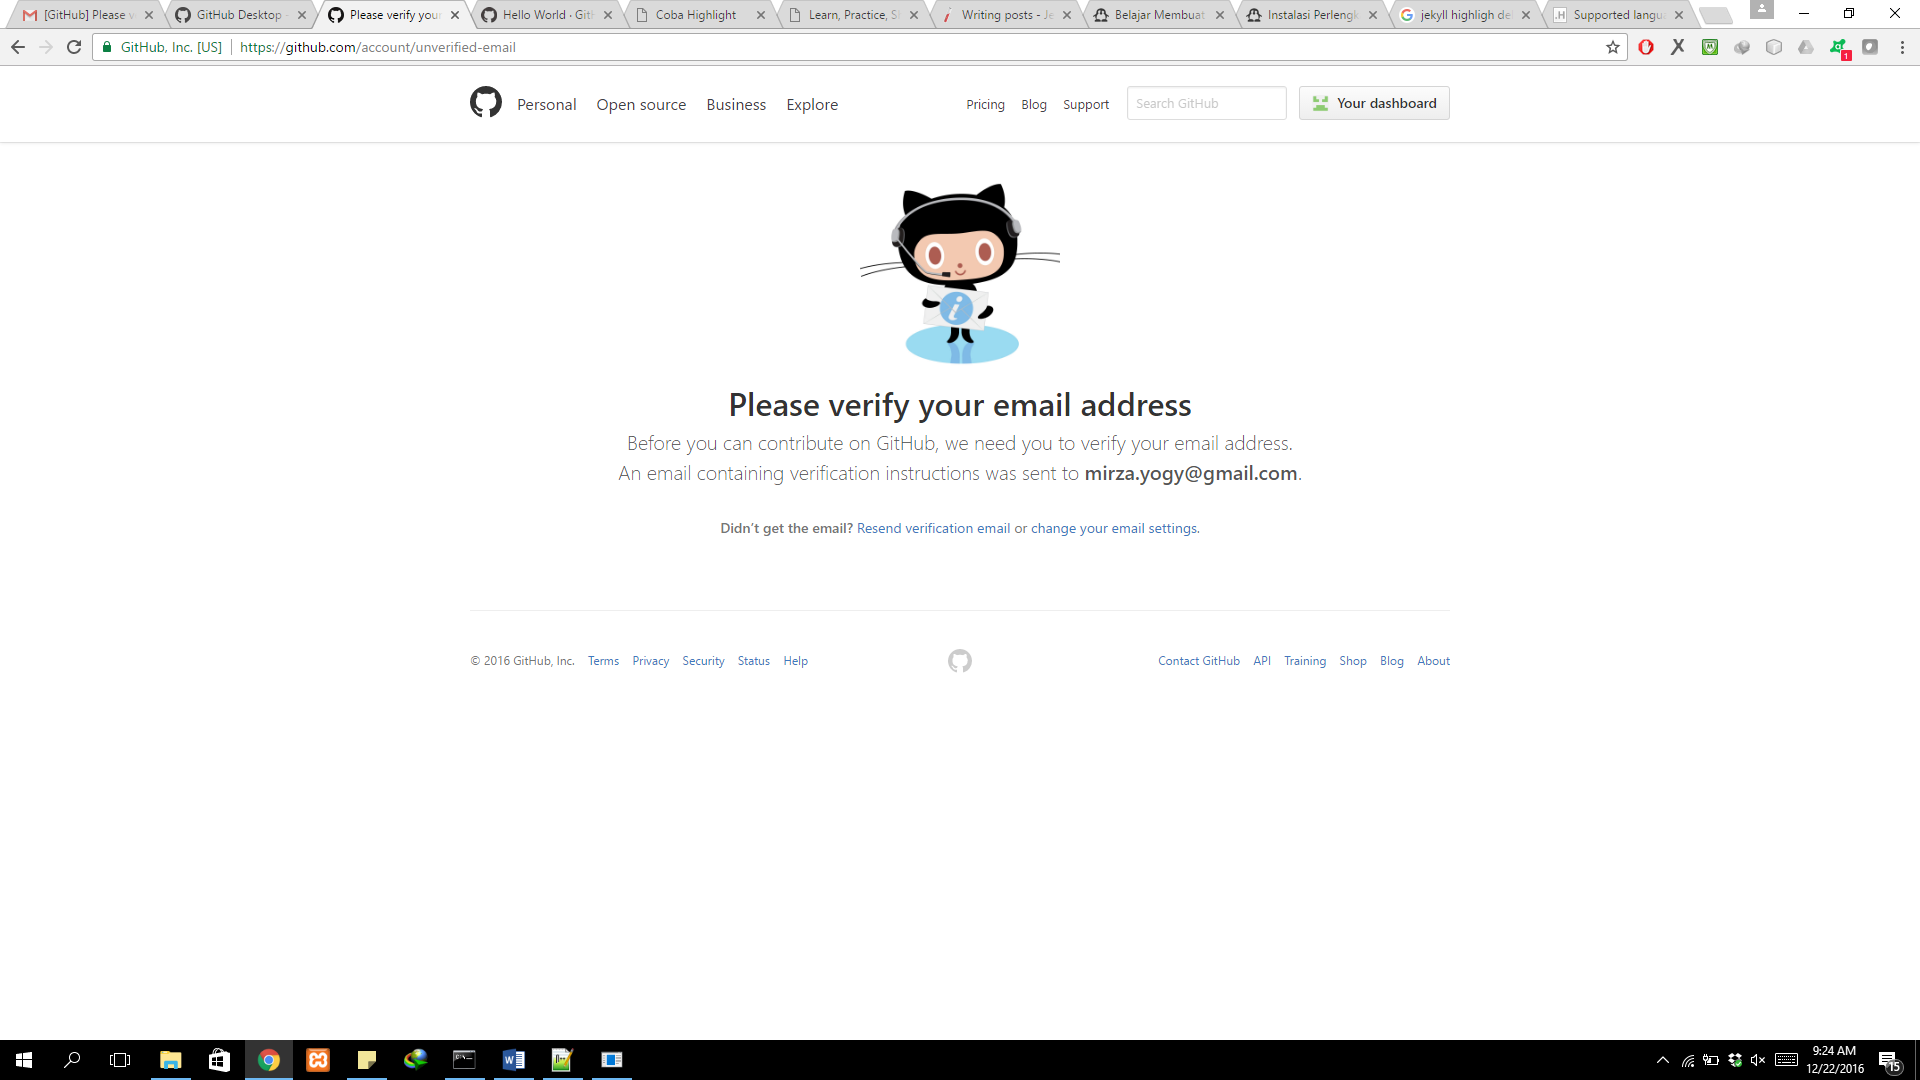 [GitHub] Please v
GitHub Desktop -
Please verify your
Hello World · GitH
Coba Highlight
Learn, Practice, S
Writing posts - Je
Belajar Membuat
Instalasi Perlengk
jekyll highligh de
Supported langu
GitHub, Inc. [US] https://github.com/account/unverified-email
1
Personal Open source Business Explore Pricing Blog Support Search GitHub Your dashboard
Please verify your email address
Before you can contribute on GitHub, we need you to verify your email address.
An email containing verification instructions was sent to mirza.yogy@gmail.com.
Didn't get the email? Resend verification email or change your email settings.
© 2016 GitHub, Inc. Terms Privacy Security Status Help Contact GitHub API Training Shop Blog About
9:24 AM
12/22/2016
15